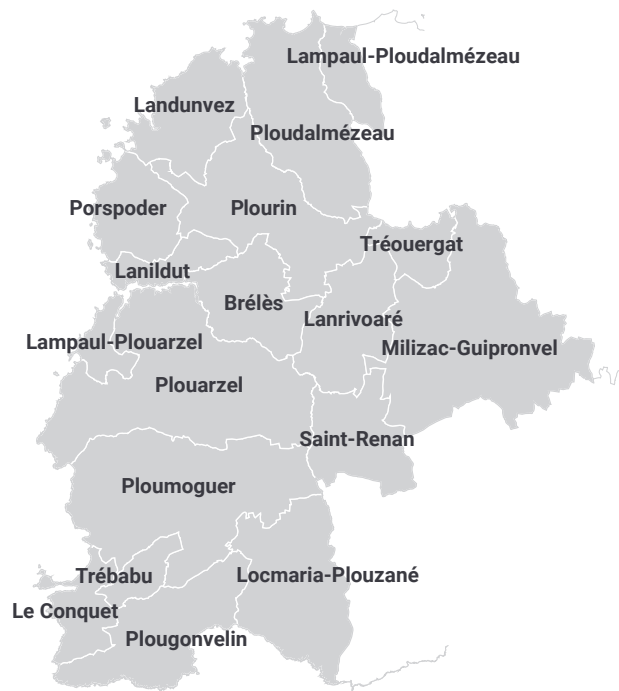 Lampaul-Ploudalmézeau
Landunvez
Ploudalmézeau
Porspoder
Plourin
Tréouergat
Lanildut
Brélès
Lanrivoaré
Lampaul-Plouarzel
Milizac-Guipronvel
Plouarzel
Saint-Renan
Ploumoguer
Trébabu
Locmaria-Plouzané
Le Conquet
Plougonvelin